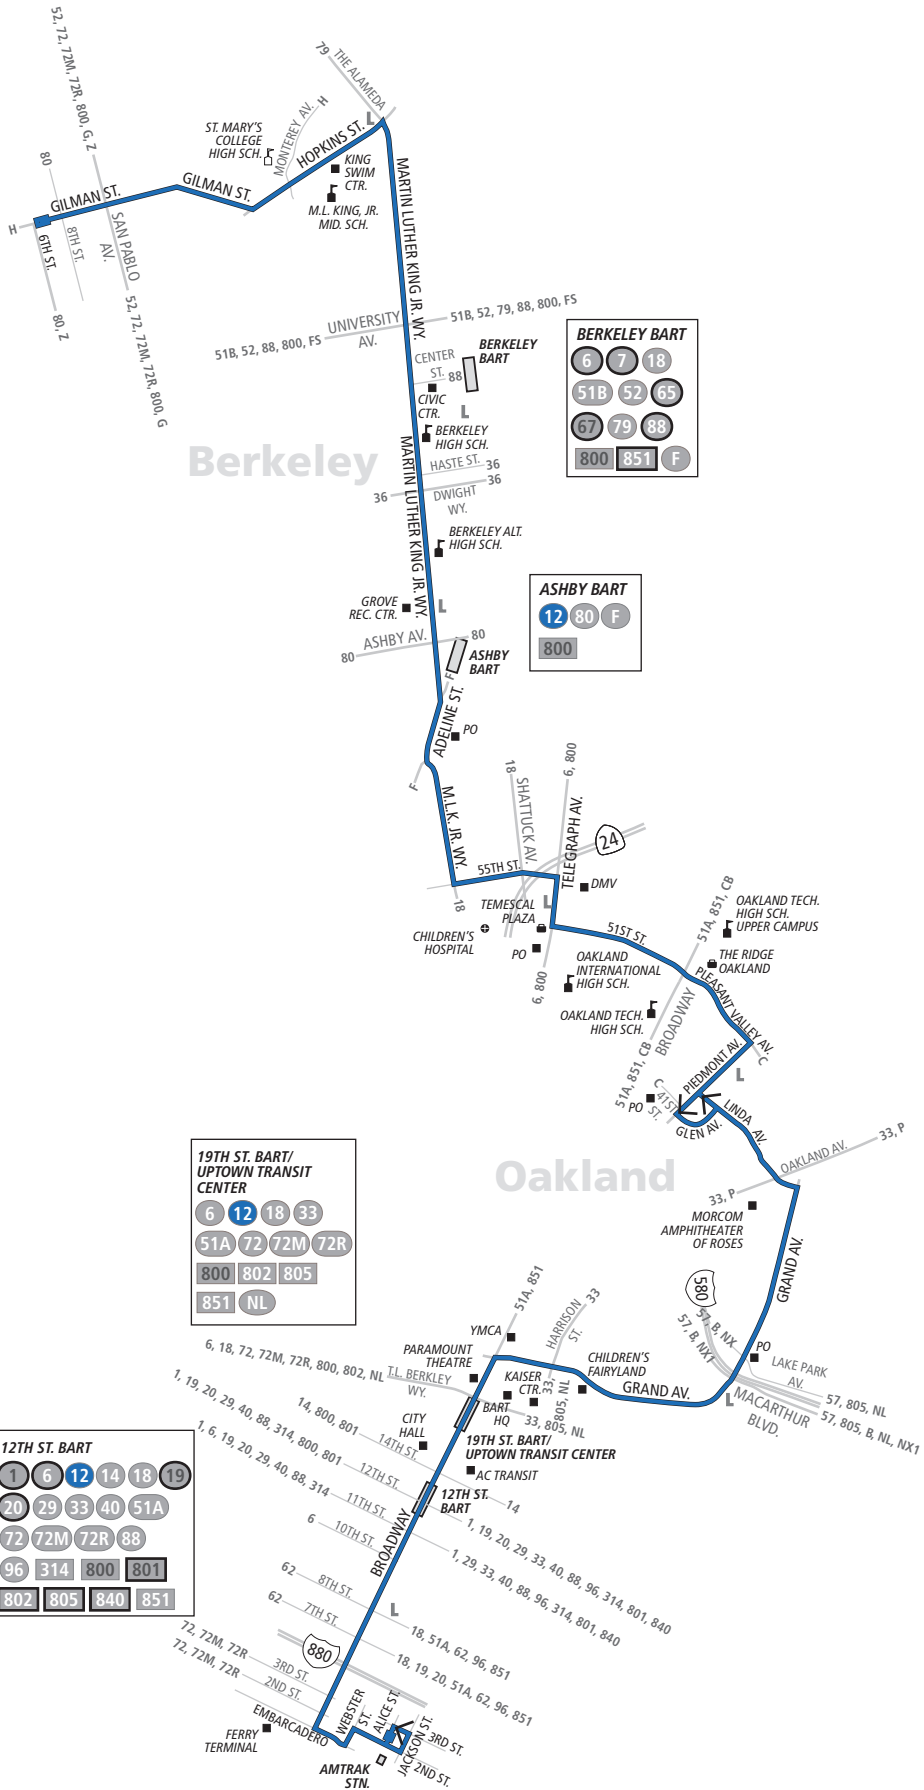 52, 72, 72M, 72R, 800, G, Z
79
THE ALAMEDA
L
H
MONTEREY AV.
ST. MARY'S
COLLEGE
HIGH SCH.
HOPKINS ST.
KING
SWIM
CTR.
M.L. KING, JR.
MID. SCH.
80
GILMAN ST.
GILMAN ST.
H
6TH ST.
8TH ST.
SAN PABLO
AV.
80, Z
52, 72, 72M, 72R, 800, G
MARTIN LUTHER KING JR. WY.
51B, 52, 79, 88, 800, FS
UNIVERSITY
AV.
51B, 52, 88, 800, FS
CENTER
ST.
88
BERKELEY
BART
CIVIC
CTR.
L
BERKELEY
HIGH SCH.
BERKELEY BART
6 7 18
51B 52 65
67 79 88
800 851 F
Berkeley
MARTIN LUTHER KING JR. WY.
HASTE ST.
36
36
36
DWIGHT
WY.
BERKELEY ALT.
HIGH SCH.
GROVE
REC. CTR.
L
ASHBY AV.
80
80
ASHBY
BART
ASHBY BART
12 80 F
800
F
ADELINE ST.
PO
F
M.L.K. JR. WY.
18
SHATTUCK AV.
6, 800
TELEGRAPH AV.
24
55TH ST.
18
DMV
TEMESCAL
PLAZA
L
CHILDREN'S
HOSPITAL
PO
6, 800
51ST ST.
OAKLAND
INTERNATIONAL
HIGH SCH.
OAKLAND TECH.
HIGH SCH.
51A, 851, CB
OAKLAND TECH.
HIGH SCH.
UPPER CAMPUS
THE RIDGE
OAKLAND
PLEASANT VALLEY AV.
BROADWAY
51A, 851, CB
C
PIEDMONT AV.
L
C
41ST
ST.
PO
GLEN AV.
LINDA AV.
OAKLAND AV.
33, P
33, P
MORCOM
AMPHITHEATER
OF ROSES
Oakland
GRAND AV.
580
57, B, NX
57, B, NX1
PO
LAKE PARK
AV.
57, 805, NL
57, 805, B, NL, NX1
MACARTHUR
BLVD.
L
19TH ST. BART/
UPTOWN TRANSIT
CENTER
6 12 18 33
51A 72 72M 72R
800 802 805
851 NL
51A, 851
HARRISON
ST.
33
YMCA
PARAMOUNT
THEATRE
CHILDREN'S
FAIRYLAND
GRAND AV.
KAISER
CTR.
33,
805, NL
BART
HQ
33, 805, NL
6, 18, 72, 72M, 72R, 800, 802, NL
T.L. BERKLEY
WY.
19TH ST. BART/
UPTOWN TRANSIT CENTER
CITY
HALL
AC TRANSIT
14, 800, 801
14TH ST.
14
1, 19, 20, 29, 40, 88, 314, 800, 801
12TH ST.
12TH ST.
BART
1, 19, 20, 29, 33, 40, 88, 96, 314, 801, 840
1, 6, 19, 20, 29, 40, 88, 314
11TH ST.
1, 29, 33, 40, 88, 96, 314, 801, 840
6
10TH ST.
BROADWAY
12TH ST. BART
1 6 12 14 18 19
20 29 33 40 51A
72 72M 72R 88
96 314 800 801
802 805 840 851
62
8TH ST.
18, 51A, 62, 96, 851
62
7TH ST.
18, 19, 20, 51A, 62, 96, 851
L
880
72, 72M, 72R
3RD ST.
72, 72M, 72R
2ND ST.
EMBARCADERO
FERRY
TERMINAL
WEBSTER
ST.
ALICE ST.
JACKSON ST.
3RD ST.
2ND ST.
AMTRAK
STN.